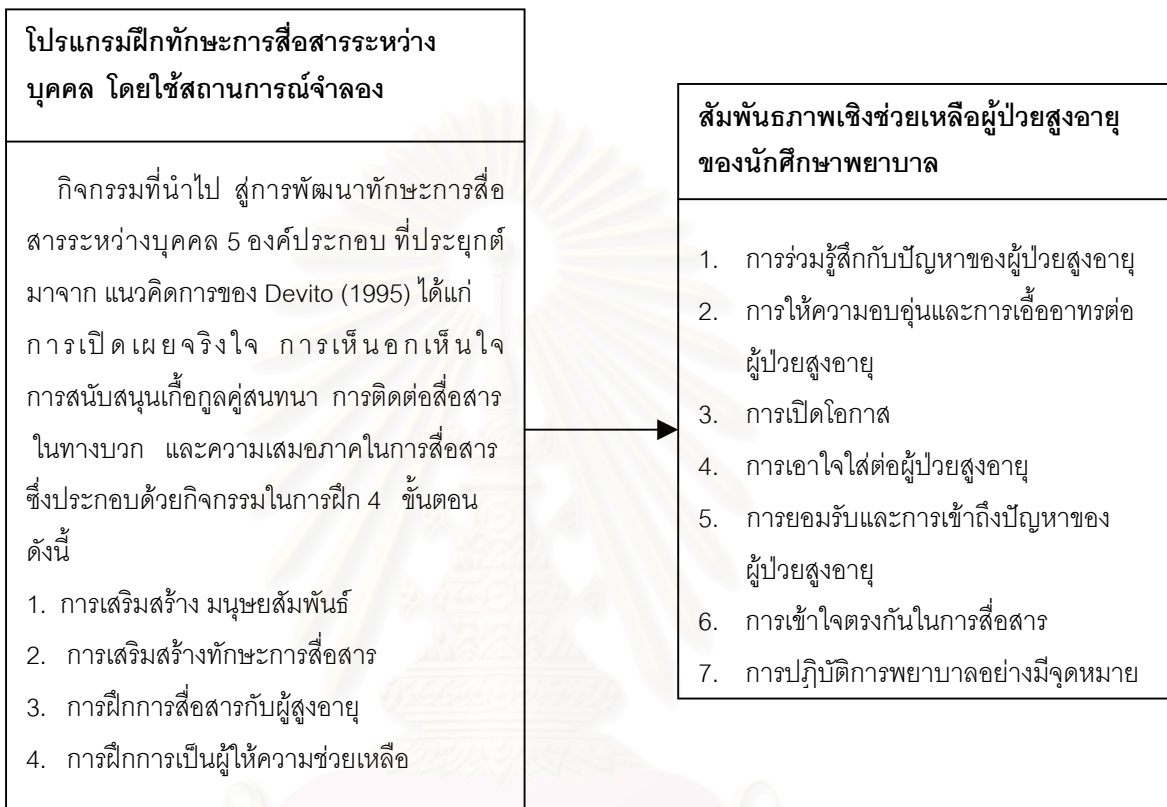 โปรแกรมฝึกทักษะการสื่อสารระหว่าง
บุคคล โดยใช้สถานการณ์จำลอง
กิจกรรมที่นำไป สู่การพัฒนาทักษะการสื่อ
สารระหว่างบุคคล 5 องค์ประกอบ ที่ประยุกต์
มาจาก แนวคิดการของ Devito (1995) ได้แก่
การเปิดเผยจริงใจ การเห็นอกเห็นใจ
การสนับสนุนเกื้อกูลคู่สนทนา การติดต่อสื่อสาร
ในทางบวก และความเสมอภาคในการสื่อสาร
ซึ่งประกอบด้วยกิจกรรมในการฝึก 4 ขั้นตอน
ดังนี้
1. การเสริมสร้าง มนุษยสัมพันธ์
2. การเสริมสร้างทักษะการสื่อสาร
3. การฝึกการสื่อสารกับผู้สูงอายุ
4. การฝึกการเป็นผู้ให้ความช่วยเหลือ
สัมพันธภาพเชิงช่วยเหลือผู้ป่วยสูงอายุ
ของนักศึกษาพยาบาล
1. การร่วมรู้สึกกับปัญหาของผู้ป่วยสูงอายุ
2. การให้ความอบอุ่นและการเอื้ออาทรต่อ
ผู้ป่วยสูงอายุ
3. การเปิดโอกาส
4. การเอาใจใส่ต่อผู้ป่วยสูงอายุ
5. การยอมรับและการเข้าถึงปัญหาของ
ผู้ป่วยสูงอายุ
6. การเข้าใจตรงกันในการสื่อสาร
7. การปฏิบัติการพยาบาลอย่างมีจุดหมาย